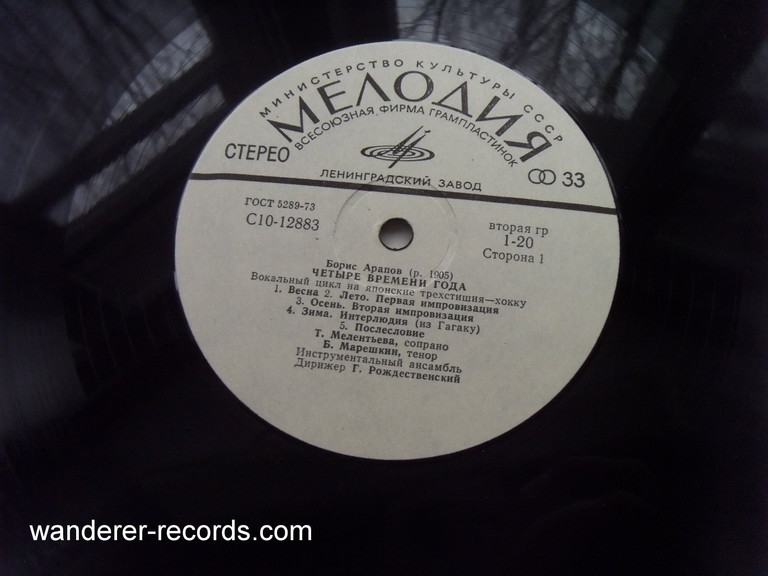 МИНИСТЕРСТВО КУЛЬТУРЫ СССР
МЕЛОДИЯ
ВСЕСОЮЗНАЯ ФИРМА ГРАМПЛАСТИНОК
СТЕРЕО
33
ЛЕНИНГРАДСКИЙ ЗАВОД
ГОСТ 5289-73
С10-12883
вторая гр
1-20
Сторона 1
Борис Арапов (р. 1905)
ЧЕТЫРЕ ВРЕМЕНИ ГОДА
Вокальный цикл на японские трехстишия—хокку
1. Весна 2. Лето. Первая импровизация
3. Осень. Вторая импровизация
4. Зима. Интерлюдия (из Гагаку)
5. Послесловие
Т. Мелентьева, сопрано
Б. Марешкин, тенор
Инструментальный ансамбль
Дирижер Г. Рождественский
wanderer-records.com